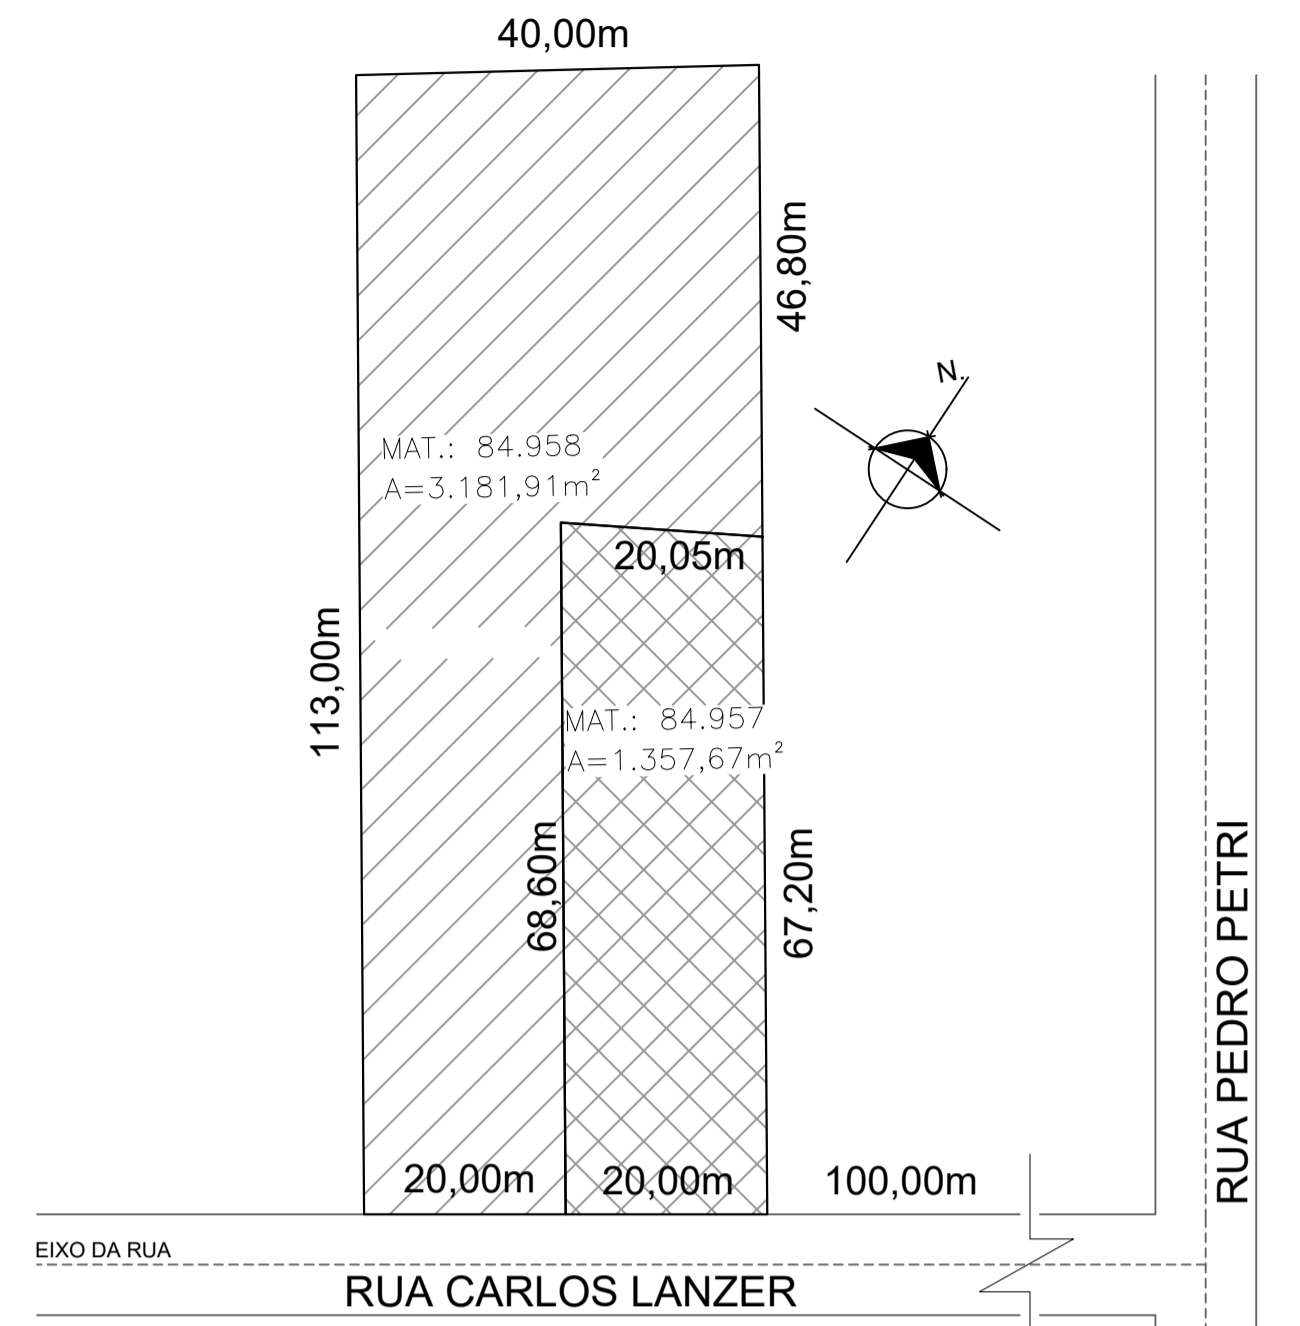 40,00m
46,80m
N.
MAT.: 84.958
A=3.181,91m²
20,05m
113,00m
MAT.: 84.957
A=1.357,67m²
68,60m
67,20m
RUA PEDRO PETRI
20,00m
20,00m
100,00m
EIXO DA RUA
RUA CARLOS LANZER